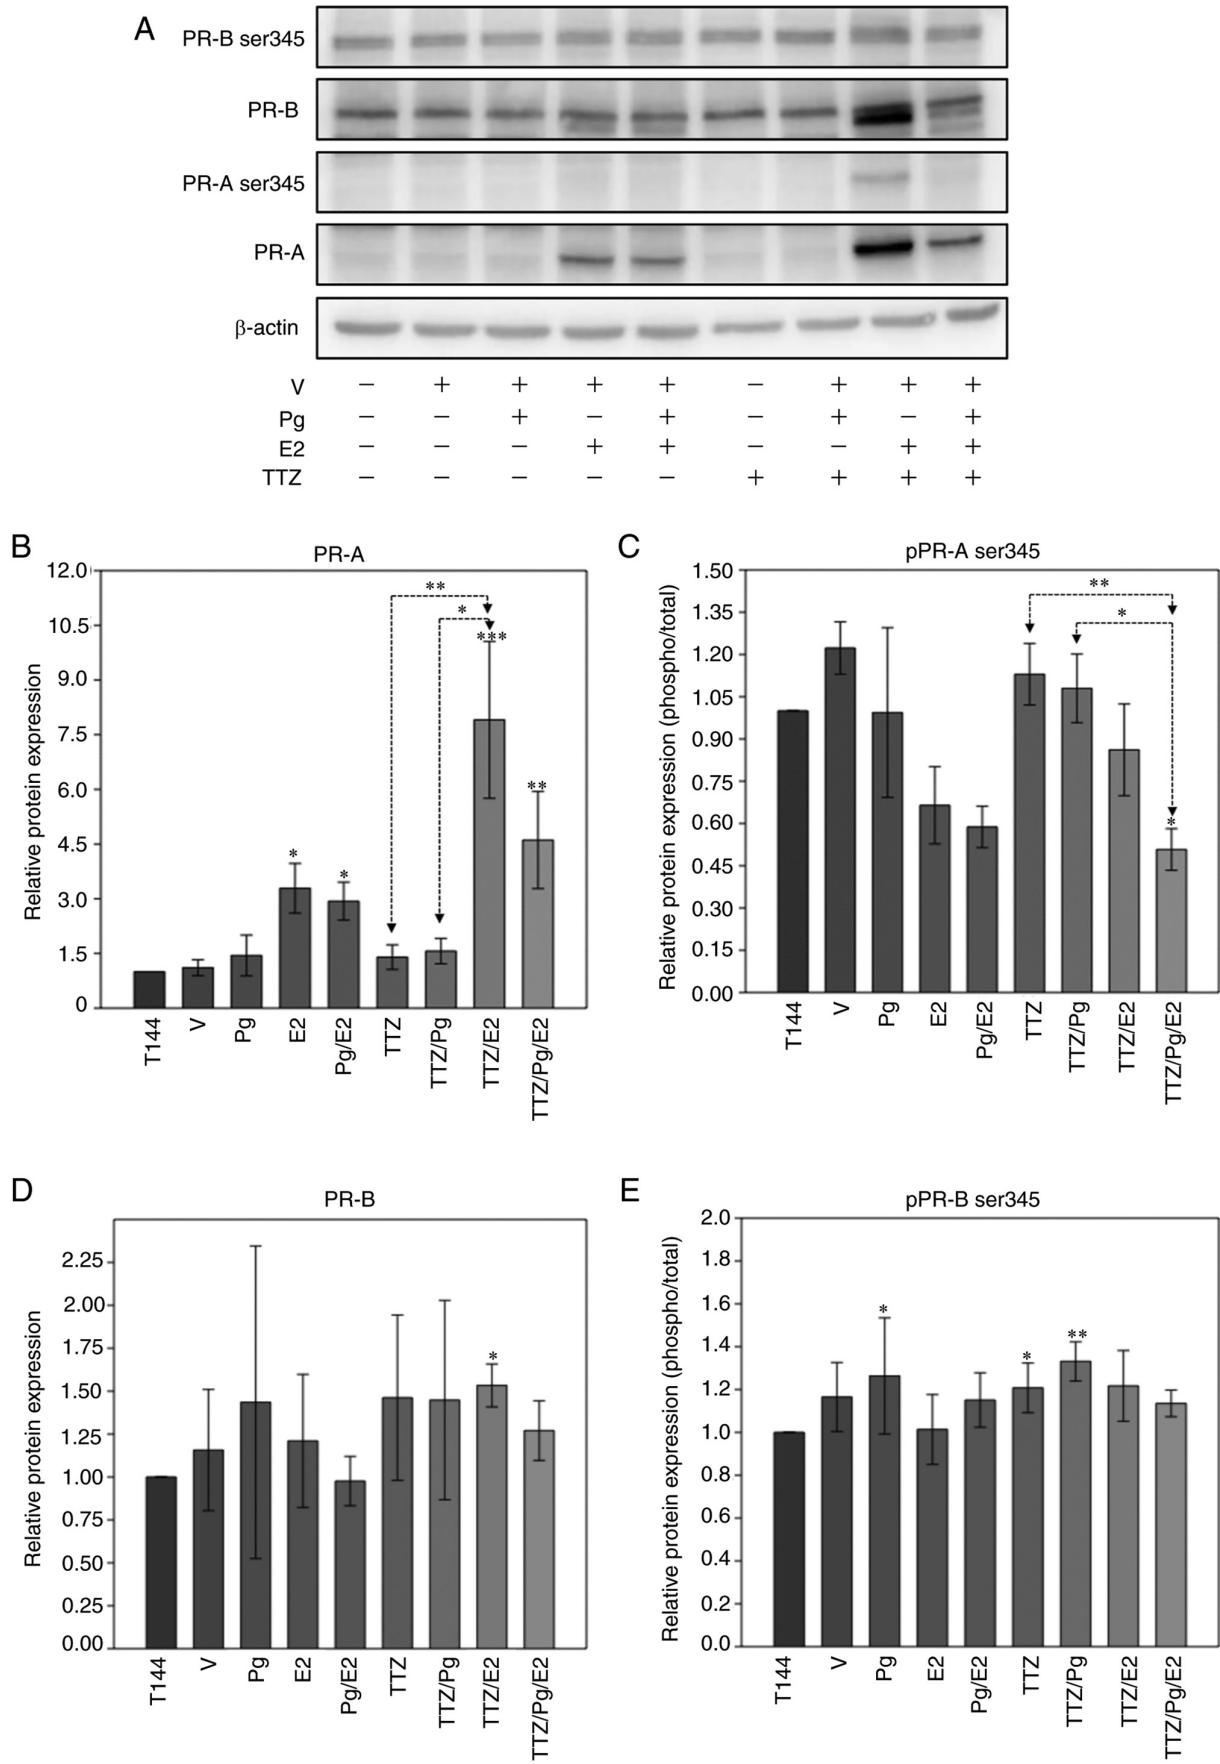 A
PR-B ser345
PR-B
PR-A ser345
PR-A
β-actin
V − + + + + − + + +
Pg − − + − + − + − +
E2 − − − + + − − + +
TTZ − − − − − + + + +
B
PR-A
Relative protein expression
12.0
10.5
9.0
7.5
6.0
4.5
3.0
1.5
0
** 
*
***
**
*
*
T144 V Pg E2 Pg/E2 TTZ TTZ/Pg TTZ/E2 TTZ/Pg/E2
C
pPR-A ser345
Relative protein expression (phospho/total)
1.50
1.35
1.20
1.05
0.90
0.75
0.60
0.45
0.30
0.15
0.00
**
*
*
T144 V Pg E2 Pg/E2 TTZ TTZ/Pg TTZ/E2 TTZ/Pg/E2
D
PR-B
Relative protein expression
2.25
2.00
1.75
1.50
1.25
1.00
0.75
0.50
0.25
0.00
*
T144 V Pg E2 Pg/E2 TTZ TTZ/Pg TTZ/E2 TTZ/Pg/E2
E
pPR-B ser345
Relative protein expression (phospho/total)
2.0
1.8
1.6
1.4
1.2
1.0
0.8
0.6
0.4
0.2
0.0
*
*
**
T144 V Pg E2 Pg/E2 TTZ TTZ/Pg TTZ/E2 TTZ/Pg/E2